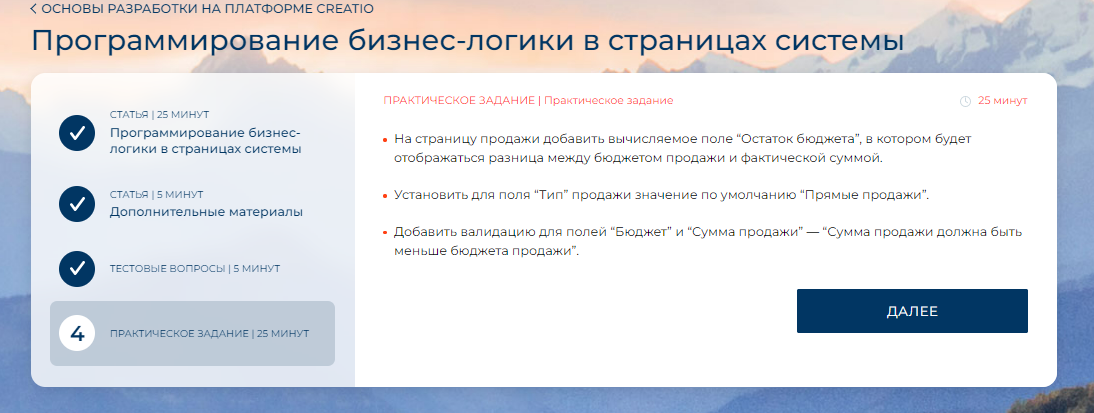 ОСНОВЫ РАЗРАБОТКИ НА ПЛАТФОРМЕ CREATIO
Программирование бизнес-логики в страницах системы
СТАТЬЯ | 25 МИНУТ
Программирование бизнес-
логики в страницах системы
СТАТЬЯ | 5 МИНУТ
Дополнительные материалы
ТЕСТОВЫЕ ВОПРОСЫ | 5 МИНУТ
4
ПРАКТИЧЕСКОЕ ЗАДАНИЕ | 25 МИНУТ
ПРАКТИЧЕСКОЕ ЗАДАНИЕ | Практическое задание
25 минут
На страницу продажи добавить вычисляемое поле “Остаток бюджета”, в котором будет
отображаться разница между бюджетом продажи и фактической суммой.
Установить для поля “Тип” продажи значение по умолчанию “Прямые продажи”.
Добавить валидацию для полей “Бюджет” и “Сумма продажи” — “Сумма продажи должна быть
меньше бюджета продажи”.
ДАЛЕЕ